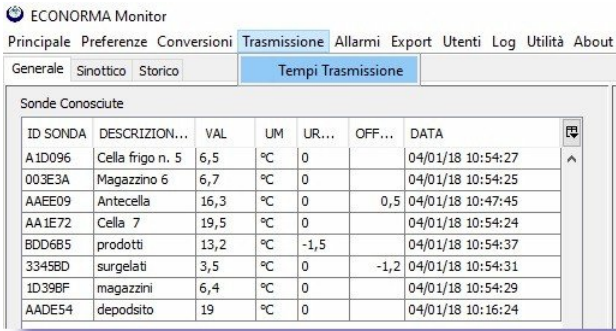 ECONORMA Monitor
Principale Preferenze Conversioni Trasmissione Allarmi Export Utenti Log Utilità About
Generale Sinottico Storico Tempi Trasmissione
Sonde Conosciute
ID SONDA DESCRIZION... VAL UM UR... OFF... DATA
A1D096 Cella frigo n. 5 6,5 °C 0 04/01/18 10:54:27
003E3A Magazzino 6 6,7 °C 0 04/01/18 10:54:25
AAEE09 Antecella 16,3 °C 0 0,5 04/01/18 10:47:45
AA1E72 Cella 7 19,5 °C 0 04/01/18 10:54:24
BDD6B5 prodotti 13,2 °C -1,5 04/01/18 10:54:37
3345BD surgelati 3,5 °C 0 -1,2 04/01/18 10:54:31
1D39BF magazzini 6,4 °C 0 04/01/18 10:54:29
AADE54 depodsito 19 °C 0 04/01/18 10:16:24